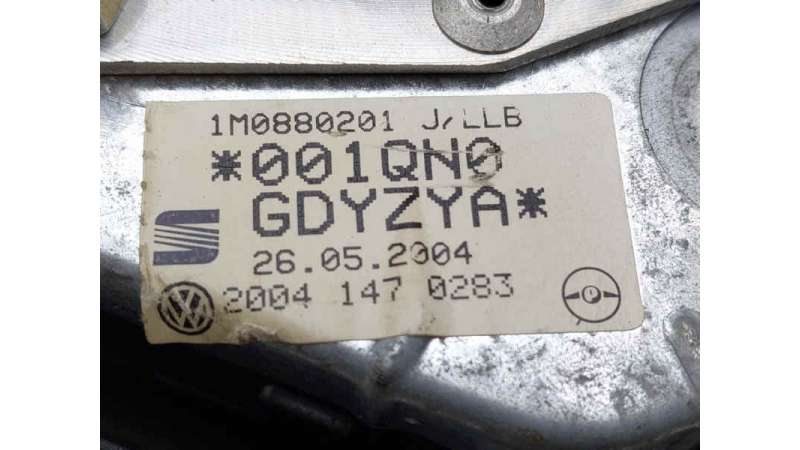 1M0880201 J/LLB
*001QN0
GDYZYA*
26.05.2004
2004 147 0283